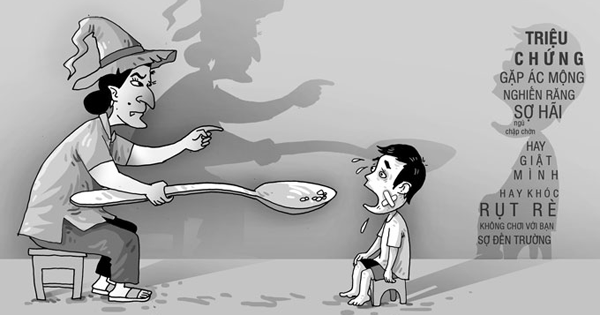 TRIỆU
CHỨNG
GẶP ÁC MỘNG
NGHIẾN RĂNG
SỢ HÃI
ngủ
chập chờn
HAY
GIẬT
MÌNH
HAY KHÓC
RỤT RÈ
KHÔNG CHƠI VỚI BẠN
SỢ ĐẾN TRƯỜNG